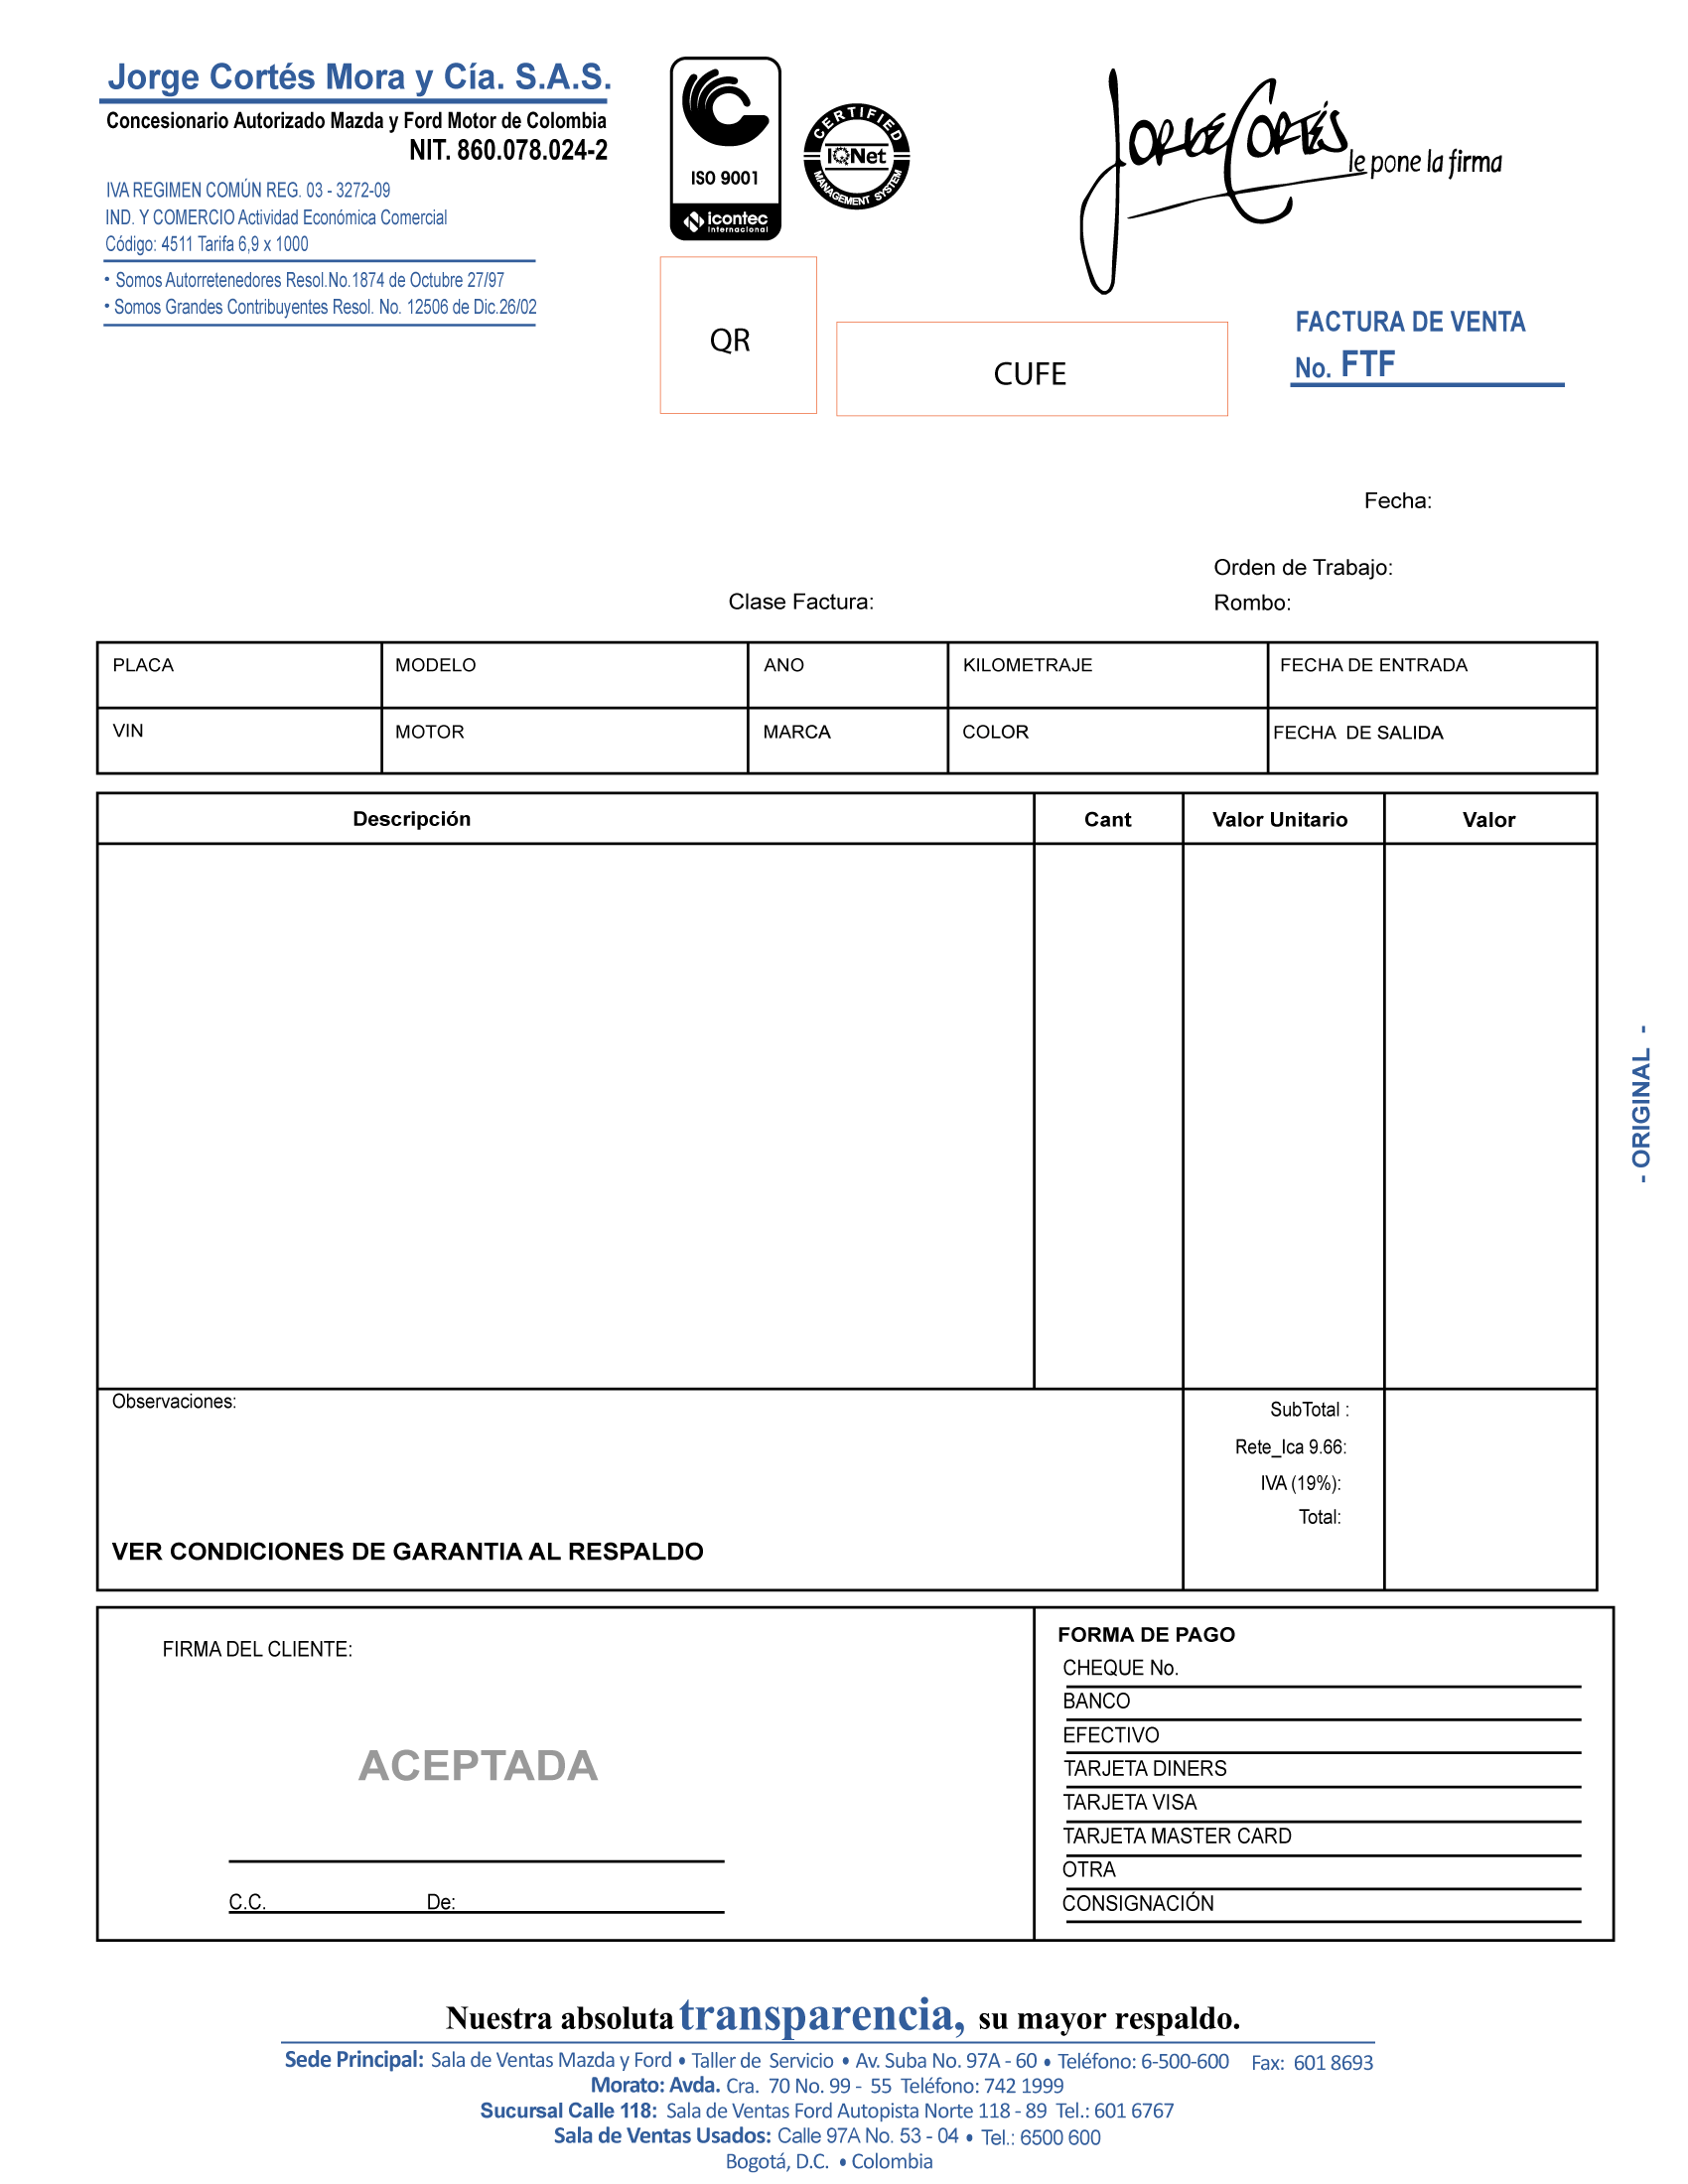 Jorge Cortés Mora y Cía. S.A.S.
Concesionario Autorizado Mazda y Ford Motor de Colombia
NIT. 860.078.024-2
IVA REGIMEN COMÚN REG. 03 - 3272-09
IND. Y COMERCIO Actividad Económica Comercial
Código: 4511 Tarifa 6,9 x 1000
• Somos Autorretenedores Resol.No.1874 de Octubre 27/97
• Somos Grandes Contribuyentes Resol. No. 12506 de Dic.26/02
ISO 9001
icontec
internacional
CERTIFIED
IQNet
MANAGEMENT SYSTEM
JORGE CORTÉS
le pone la firma
QR
CUFE
FACTURA DE VENTA
No. FTF
Fecha:
Orden de Trabajo:
Clase Factura:
Rombo:
PLACA MODELO ANO KILOMETRAJE FECHA DE ENTRADA
VIN MOTOR MARCA COLOR FECHA DE SALIDA
Descripción Cant Valor Unitario Valor
- ORIGINAL -
Observaciones:
SubTotal :
Rete_Ica 9.66:
IVA (19%):
Total:
VER CONDICIONES DE GARANTIA AL RESPALDO
FIRMA DEL CLIENTE:
ACEPTADA
C.C. De:
FORMA DE PAGO
CHEQUE No.
BANCO
EFECTIVO
TARJETA DINERS
TARJETA VISA
TARJETA MASTER CARD
OTRA
CONSIGNACIÓN
Nuestra absoluta transparencia, su mayor respaldo.
Sede Principal: Sala de Ventas Mazda y Ford • Taller de Servicio • Av. Suba No. 97A - 60 • Teléfono: 6-500-600 Fax: 601 8693
Morato: Avda. Cra. 70 No. 99 - 55 Teléfono: 742 1999
Sucursal Calle 118: Sala de Ventas Ford Autopista Norte 118 - 89 Tel.: 601 6767
Sala de Ventas Usados: Calle 97A No. 53 - 04 • Tel.: 6500 600
Bogotá, D.C. • Colombia